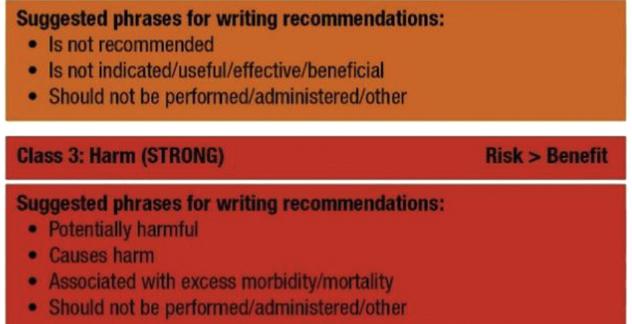 Suggested phrases for writing recommendations:
• Is not recommended
• Is not indicated/useful/effective/beneficial
• Should not be performed/administered/other
Class 3: Harm (STRONG) Risk > Benefit
Suggested phrases for writing recommendations:
• Potentially harmful
• Causes harm
• Associated with excess morbidity/mortality
• Should not be performed/administered/other